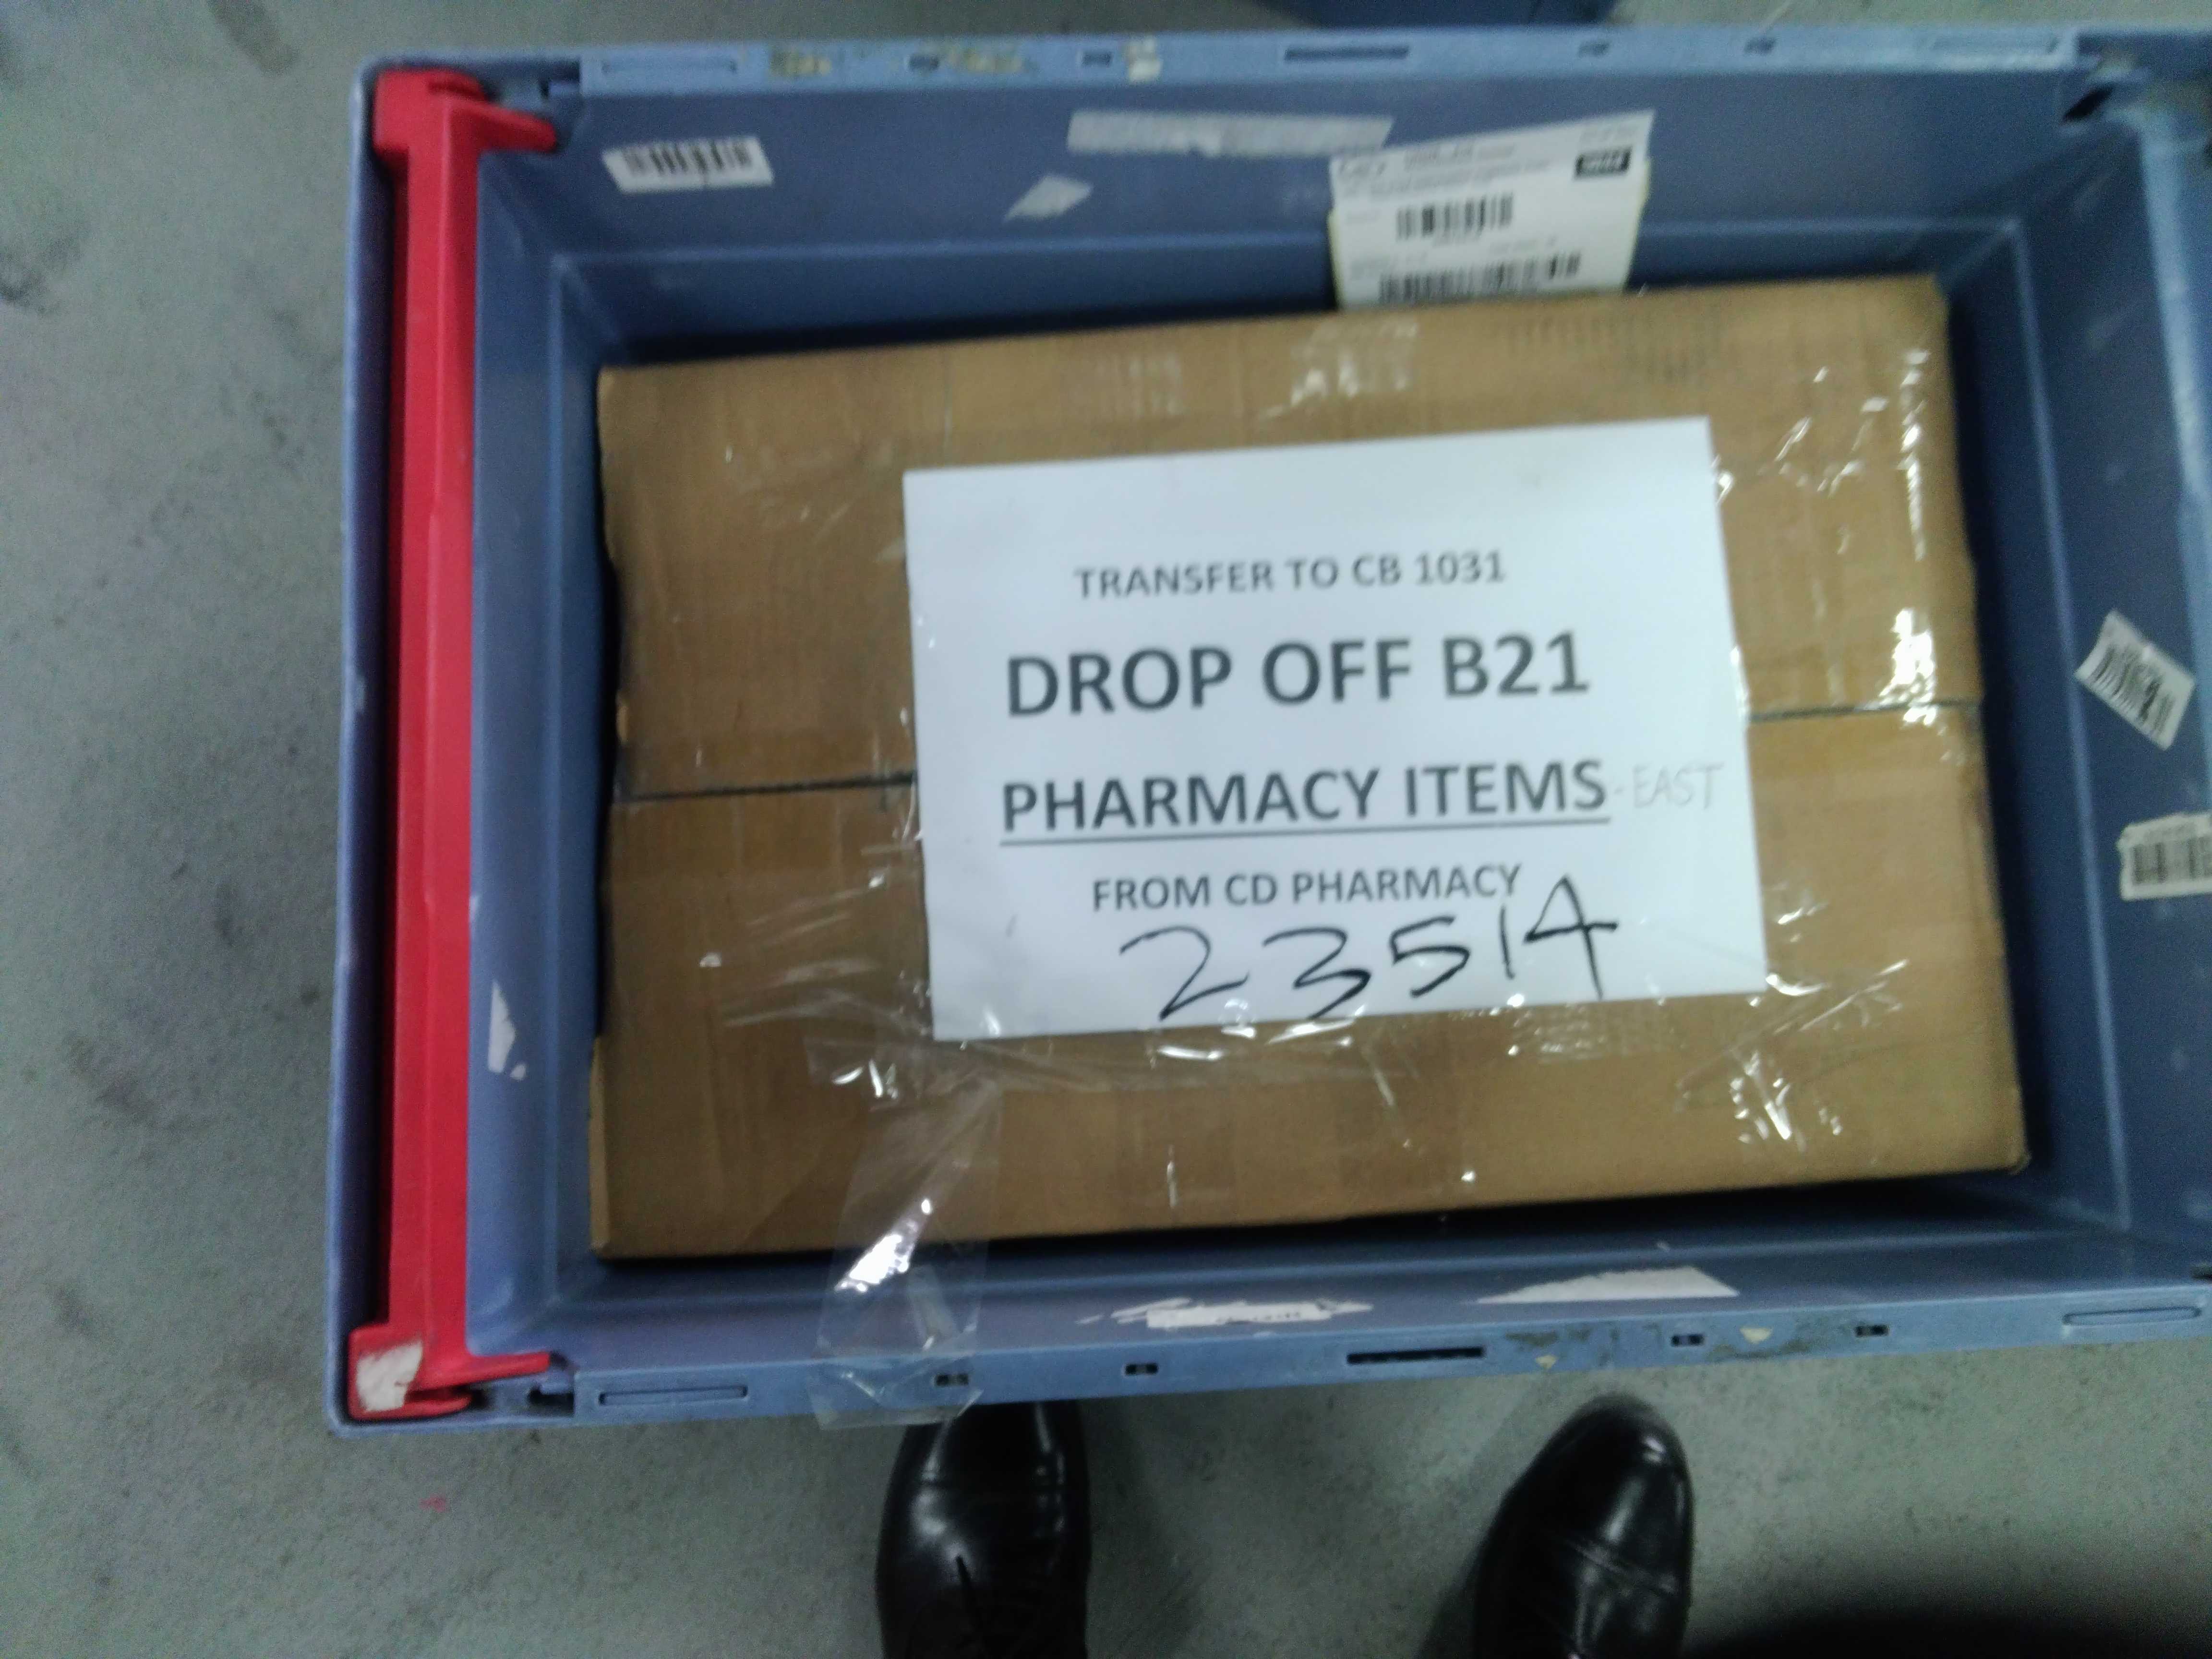 TRANSFER TO CB 1031
DROP OFF B21
PHARMACY ITEMS -EAST
FROM CD PHARMACY
23514